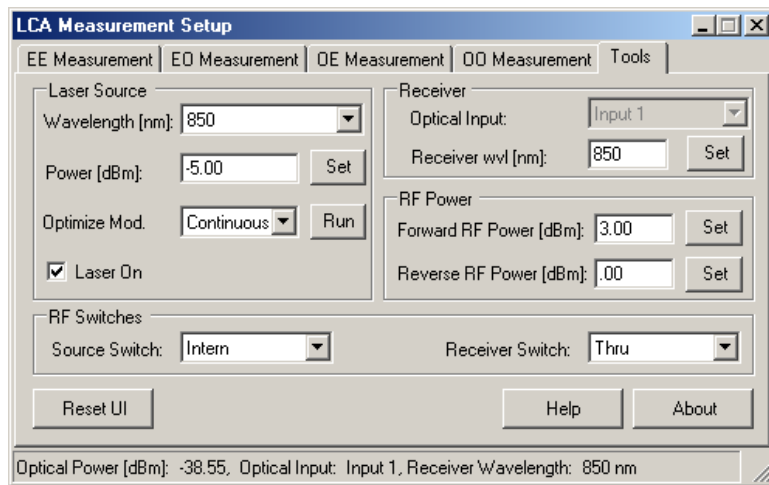 LCA Measurement Setup
EE Measurement EO Measurement OE Measurement OO Measurement Tools
Laser Source
Wavelength [nm]: 850
Power [dBm]: -5.00 Set
Optimize Mod. Continuous Run
Laser On
Receiver
Optical Input: Input 1
Receiver wvl [nm]: 850 Set
RF Power
Forward RF Power [dBm]: 3.00 Set
Reverse RF Power [dBm]: .00 Set
RF Switches
Source Switch: Intern Receiver Switch: Thru
Reset UI Help About
Optical Power [dBm]: -38.55, Optical Input: Input 1, Receiver Wavelength: 850 nm